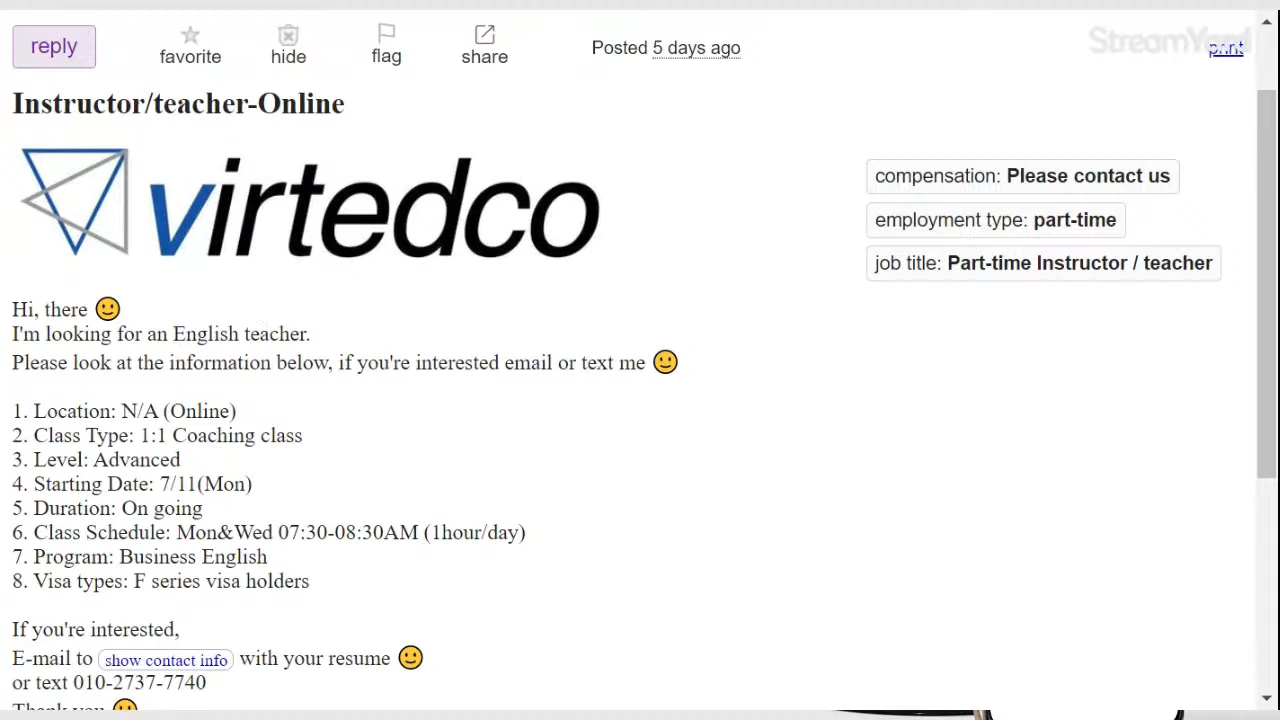 reply
favorite
hide
flag
share
Posted 5 days ago
StreamYard
print
Instructor/teacher-Online
virtedco
compensation: Please contact us
employment type: part-time
job title: Part-time Instructor / teacher
Hi, there 🙂
I'm looking for an English teacher.
Please look at the information below, if you're interested email or text me 🙂
1. Location: N/A (Online)
2. Class Type: 1:1 Coaching class
3. Level: Advanced
4. Starting Date: 7/11(Mon)
5. Duration: On going
6. Class Schedule: Mon&Wed 07:30-08:30AM (1hour/day)
7. Program: Business English
8. Visa types: F series visa holders
If you're interested,
E-mail to show contact info with your resume 🙂
or text 010-2737-7740
Thank you 🙂